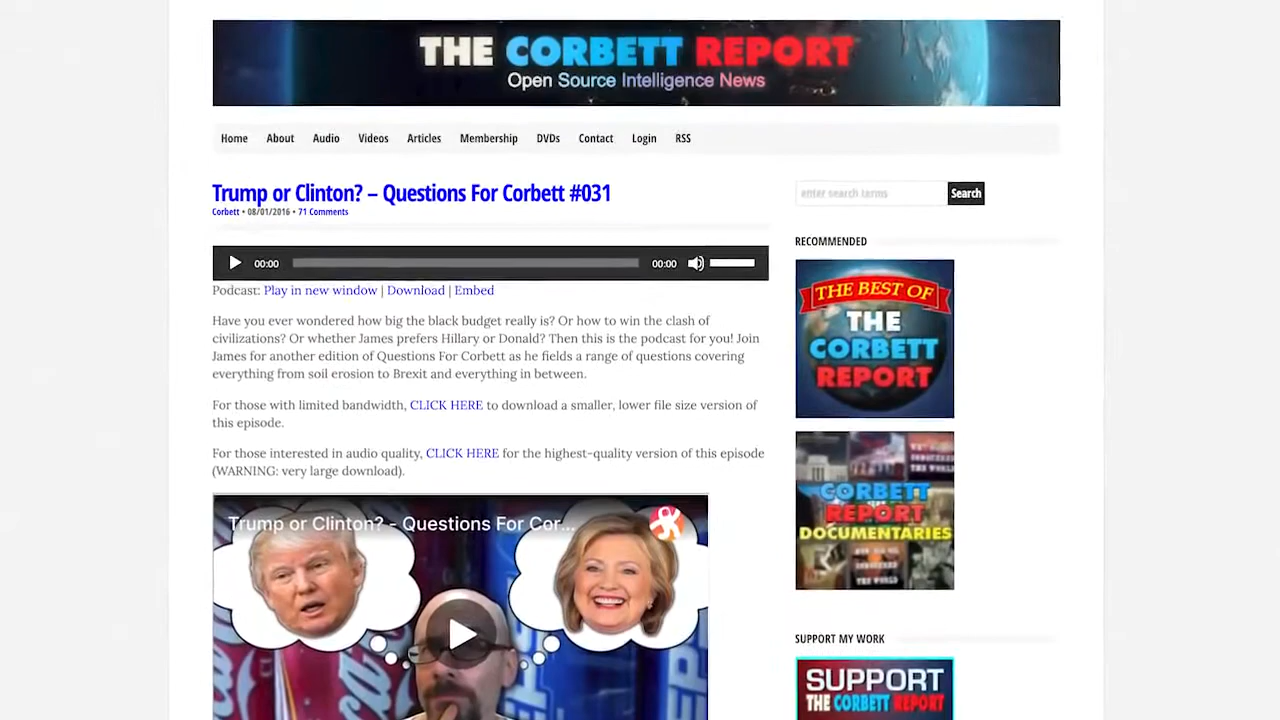 THE CORBETT REPORT
Open Source Intelligence News
Home About Audio Videos Articles Membership DVDs Contact Login RSS
Trump or Clinton? – Questions For Corbett #031
Corbett • 08/01/2016 • 71 Comments
enter search terms
Search
00:00
00:00
Podcast: Play in new window | Download | Embed
Have you ever wondered how big the black budget really is? Or how to win the clash of
civilizations? Or whether James prefers Hillary or Donald? Then this is the podcast for you! Join
James for another edition of Questions For Corbett as he fields a range of questions covering
everything from soil erosion to Brexit and everything in between.
For those with limited bandwidth, CLICK HERE to download a smaller, lower file size version of
this episode.
For those interested in audio quality, CLICK HERE for the highest-quality version of this episode
(WARNING: very large download).
Trump or Clinton? - Questions For Cor...
RECOMMENDED
THE BEST OF
THE
CORBETT
REPORT
CORBETT
REPORT
DOCUMENTARIES
SUPPORT MY WORK
SUPPORT
THE CORBETT REPORT